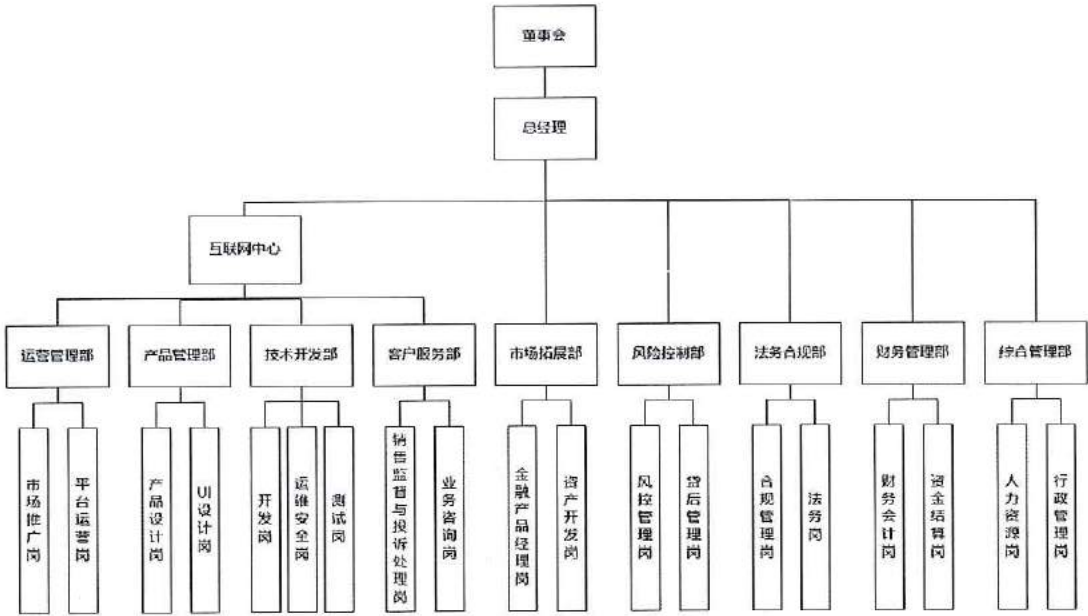 董事会
总经理
互联网中心
运营管理部
产品管理部
技术开发部
客户服务部
市场拓展部
风险控制部
法务合规部
财务管理部
综合管理部
市场推广岗
平台运营岗
产品设计岗
UI设计岗
开发岗
运维安全岗
测试岗
销售监督与投诉处理岗
业务咨询岗
金融产品经理岗
资产开发岗
风控管理岗
贷后管理岗
合规管理岗
法务岗
财务会计岗
资金结算岗
人力资源岗
行政管理岗